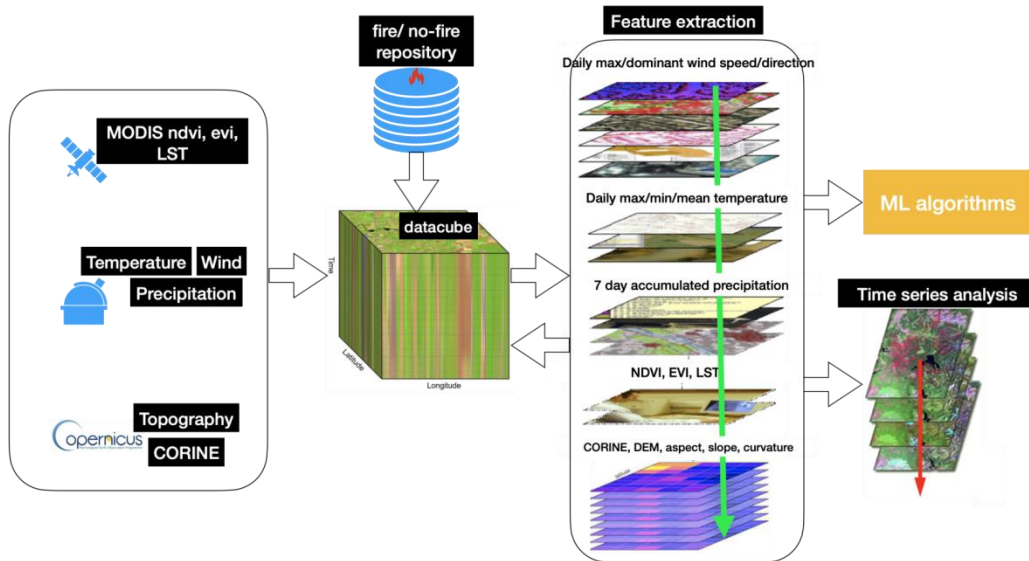 MODIS ndvi, evi,
LST
Temperature
Wind
Precipitation
opernicus
Topography
CORINE
fire/ no-fire
repository
datacube
Time
Latitude
Longitude
Feature extraction
Daily max/dominant wind speed/direction
Daily max/min/mean temperature
7 day accumulated precipitation
NDVI, EVI, LST
CORINE, DEM, aspect, slope, curvature
ML algorithms
Time series analysis